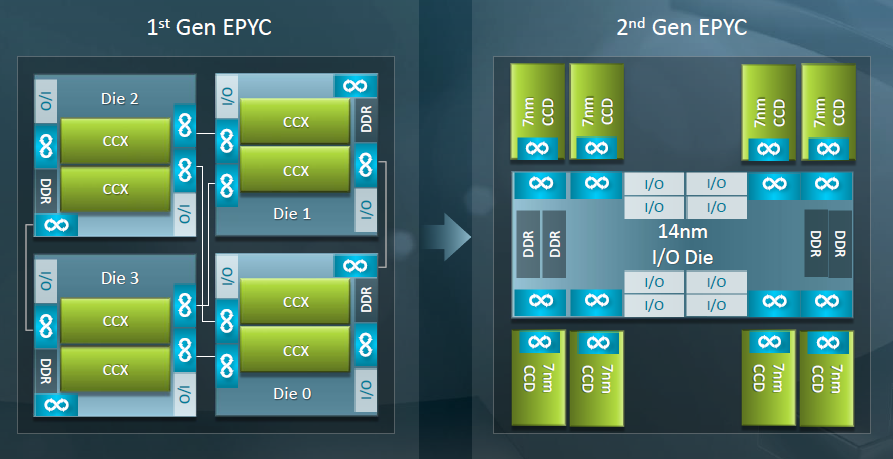 1st Gen EPYC
2nd Gen EPYC
I/O
Die 2
CCX
CCX
DDR
I/O
I/O
CCX
DDR
CCX
Die 1
I/O
I/O
Die 3
CCX
CCX
DDR
I/O
I/O
CCX
DDR
CCX
Die 0
I/O
7nm
CCD
7nm
CCD
7nm
CCD
7nm
CCD
I/O
I/O
I/O
I/O
DDR
DDR
14nm
I/O Die
DDR
DDR
I/O
I/O
I/O
I/O
7nm
CCD
7nm
CCD
7nm
CCD
7nm
CCD